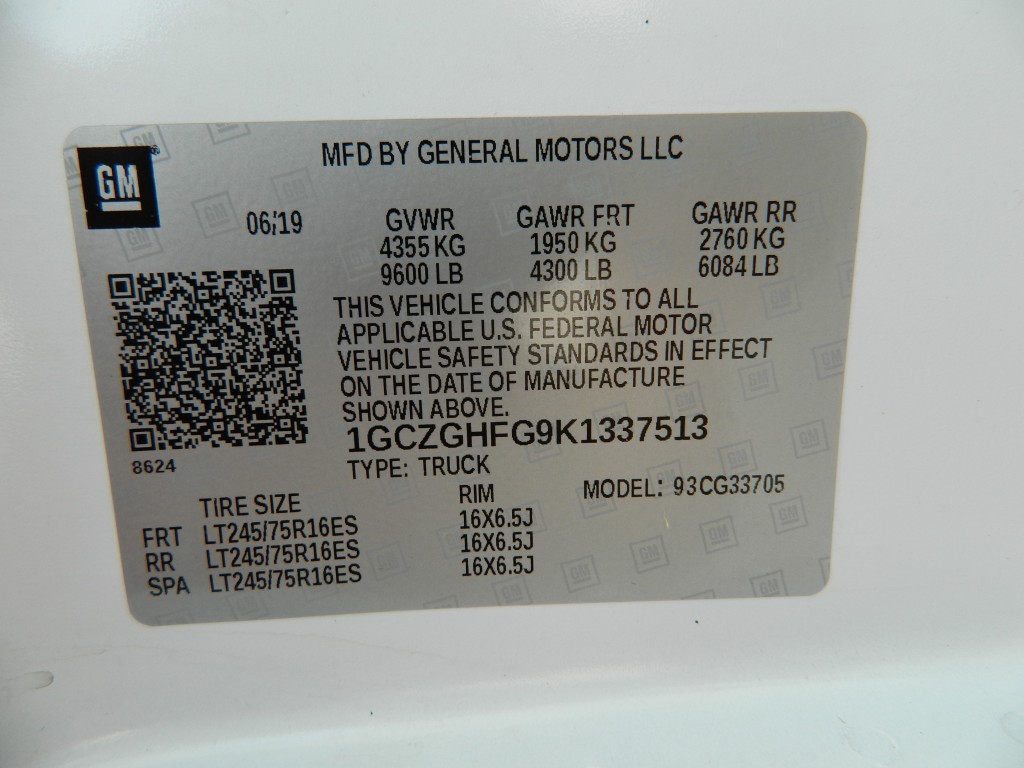 GM®
MFD BY GENERAL MOTORS LLC
06/19 GVWR GAWR FRT GAWR RR
4355 KG 1950 KG 2760 KG
9600 LB 4300 LB 6084 LB
THIS VEHICLE CONFORMS TO ALL
APPLICABLE U.S. FEDERAL MOTOR
VEHICLE SAFETY STANDARDS IN EFFECT
ON THE DATE OF MANUFACTURE
SHOWN ABOVE.
1GCZGHFG9K1337513
8624
TYPE: TRUCK
TIRE SIZE RIM MODEL: 93CG33705
FRT LT245/75R16ES 16X6.5J
RR LT245/75R16ES 16X6.5J
SPA LT245/75R16ES 16X6.5J